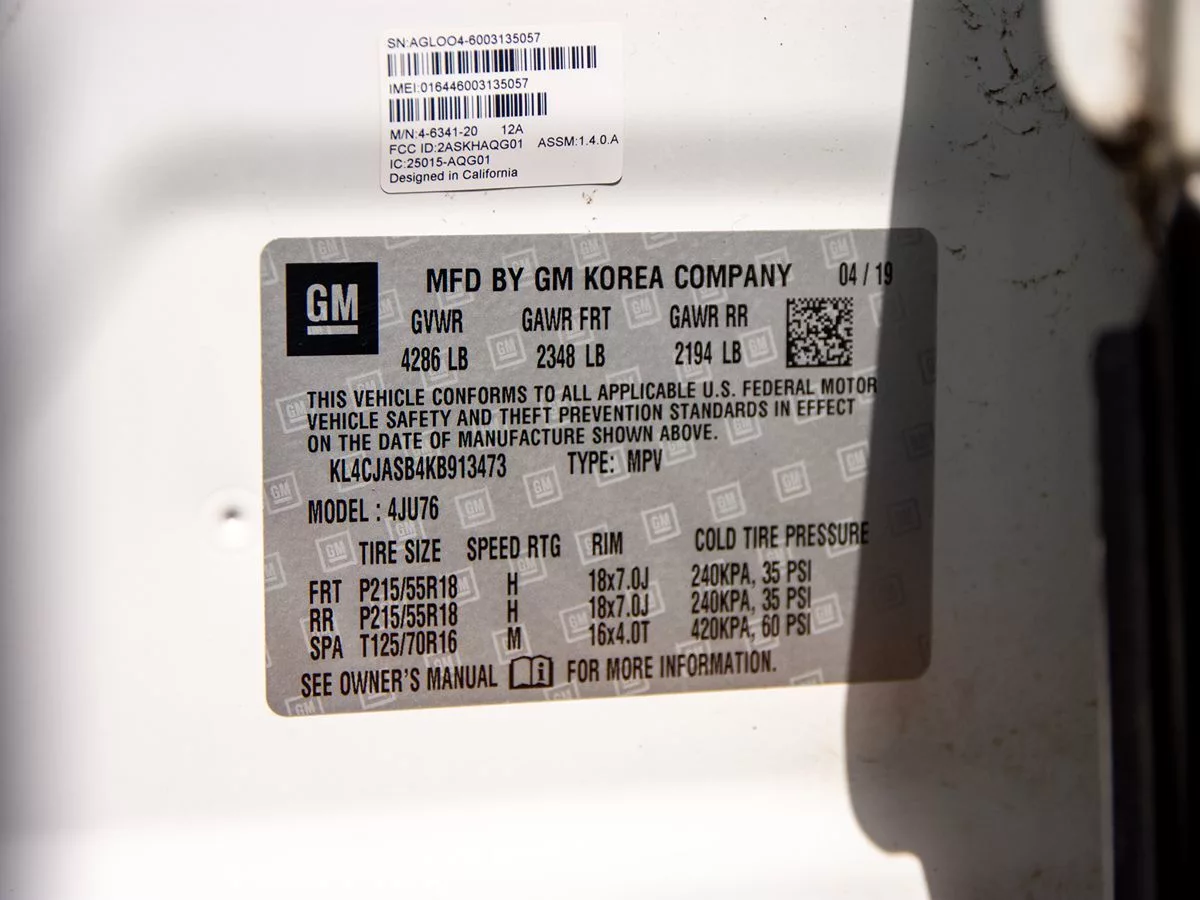 SN:AGLOO4-6003135057
IMEI:016446003135057
M/N:4-6341-20 12A
FCC ID:2ASKHAQG01 ASSM:1.4.0.A
IC:25015-AQG01
Designed in California
GM
MFD BY GM KOREA COMPANY 04 / 19
GVWR GAWR FRT GAWR RR
4286 LB 2348 LB 2194 LB
THIS VEHICLE CONFORMS TO ALL APPLICABLE U.S. FEDERAL MOTOR
VEHICLE SAFETY AND THEFT PREVENTION STANDARDS IN EFFECT
ON THE DATE OF MANUFACTURE SHOWN ABOVE.
KL4CJASB4KB913473 TYPE: MPV
MODEL : 4JU76
TIRE SIZE SPEED RTG RIM COLD TIRE PRESSURE
FRT P215/55R18 H 18x7.0J 240KPA, 35 PSI
RR P215/55R18 H 18x7.0J 240KPA, 35 PSI
SPA T125/70R16 M 16x4.0T 420KPA, 60 PSI
SEE OWNER'S MANUAL FOR MORE INFORMATION.